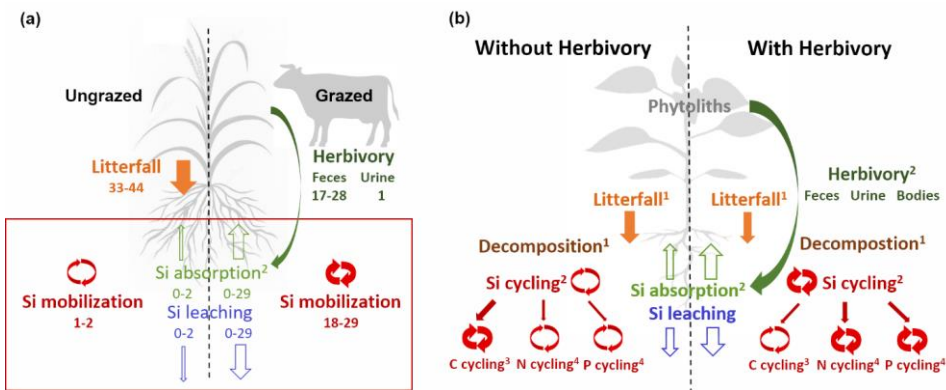 (a)
Ungrazed
Grazed
Litterfall
33-44
Herbivory
Feces Urine
17-28 1
Si mobilization
1-2
Si absorption²
0-2 0-29
Si leaching
0-2 0-29
Si mobilization
18-29
(b)
Without Herbivory
With Herbivory
Phytoliths
Herbivory²
Feces Urine Bodies
Litterfall¹
Litterfall¹
Decomposition¹
Decompostion¹
Si cycling²
Si absorption²
Si leaching
Si cycling²
C cycling³ N cycling⁴ P cycling⁴
C cycling³ N cycling⁴ P cycling⁴